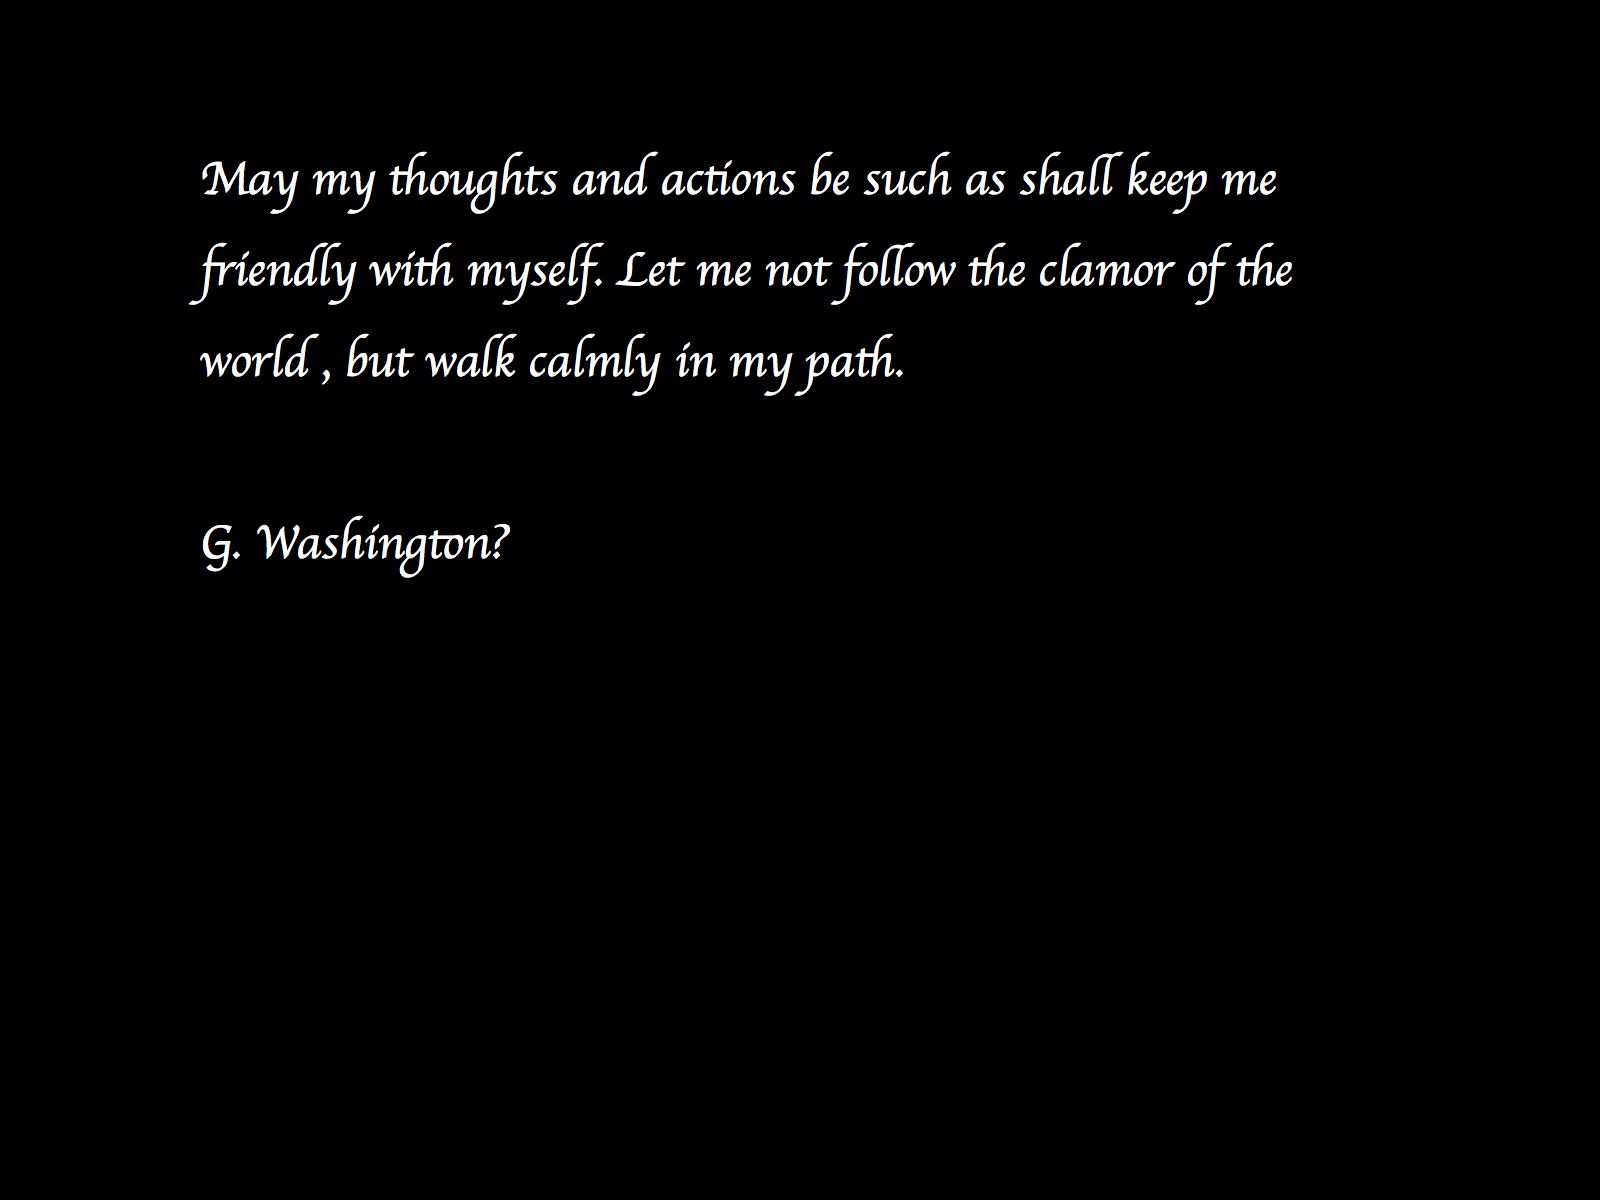 May my thoughts and actions be such as shall keep me
friendly with myself. Let me not follow the clamor of the
world , but walk calmly in my path.
G. Washington?